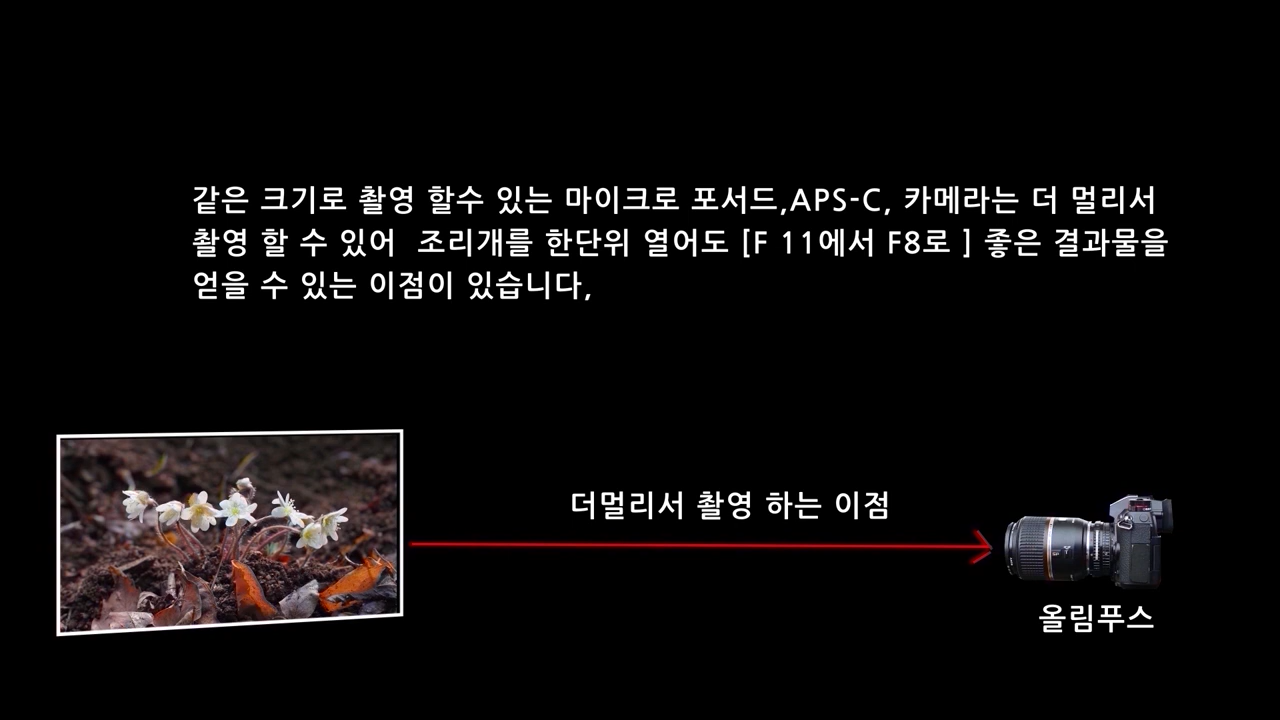 같은 크기로 촬영 할수 있는 마이크로 포서드,APS-C, 카메라는 더 멀리서
촬영 할 수 있어 조리개를 한단위 열어도 [F 11에서 F8로 ] 좋은 결과물을
얻을 수 있는 이점이 있습니다,
더멀리서 촬영 하는 이점
올림푸스